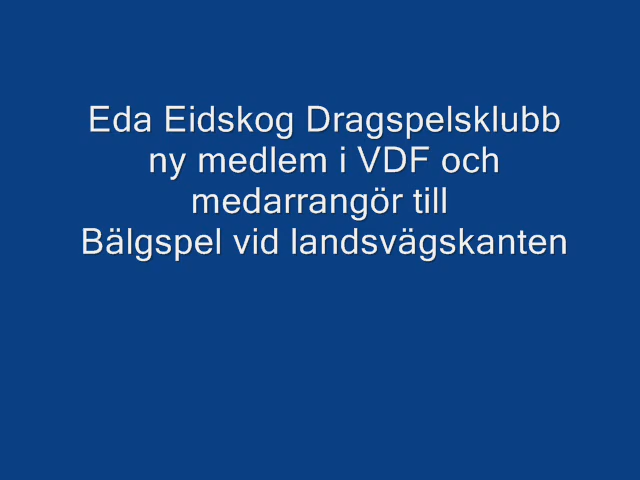 Eda Eidskog Dragspelsklubb
ny medlem i VDF och
medarrangör till
Bälgspel vid landsvägskanten